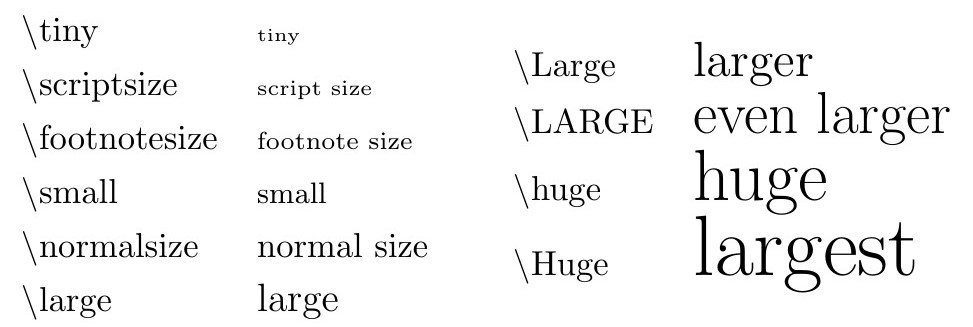 \tiny tiny
\scriptsize script size
\footnotesize footnote size
\small small
\normalsize normal size
\large large
\Large larger
\LARGE even larger
\huge huge
\Huge largest